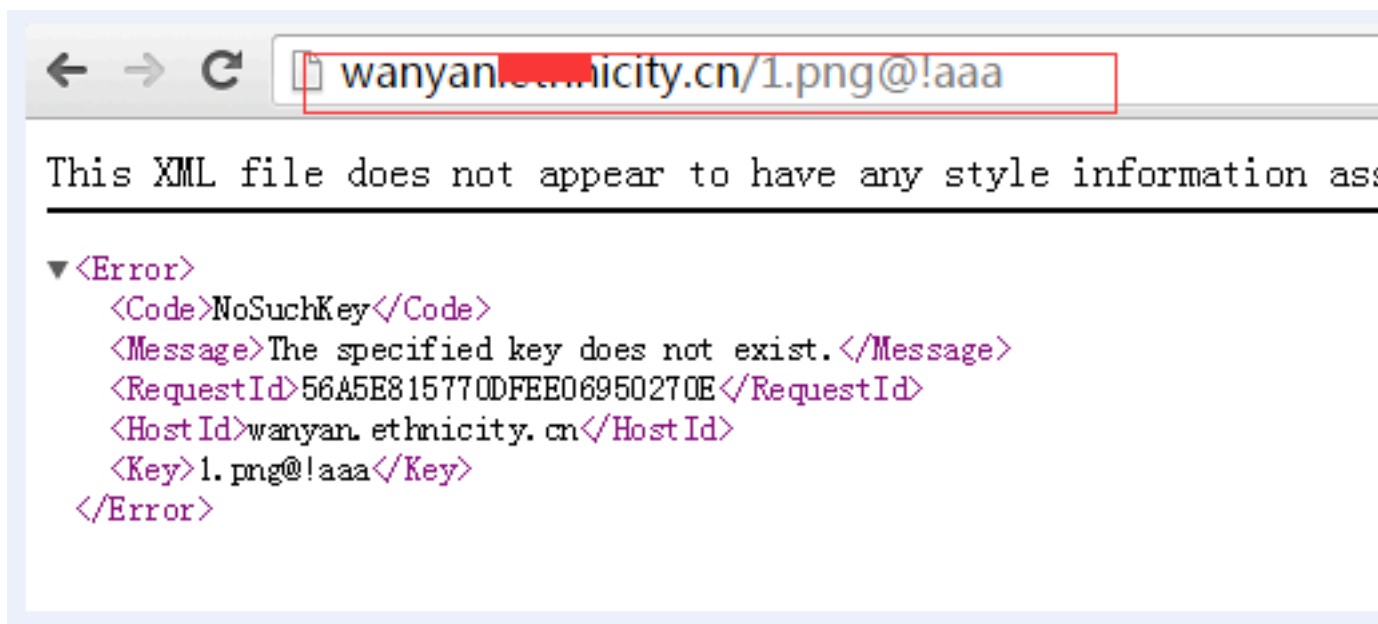 wanyan.ethnicity.cn/1.png@!aaa
This XML file does not appear to have any style information ass
▼<Error>
<Code>NoSuchKey</Code>
<Message>The specified key does not exist.</Message>
<RequestId>56A5E815770DFEE06950270E</RequestId>
<HostId>wanyan.ethnicity.cn</HostId>
<Key>1.png@!aaa</Key>
</Error>